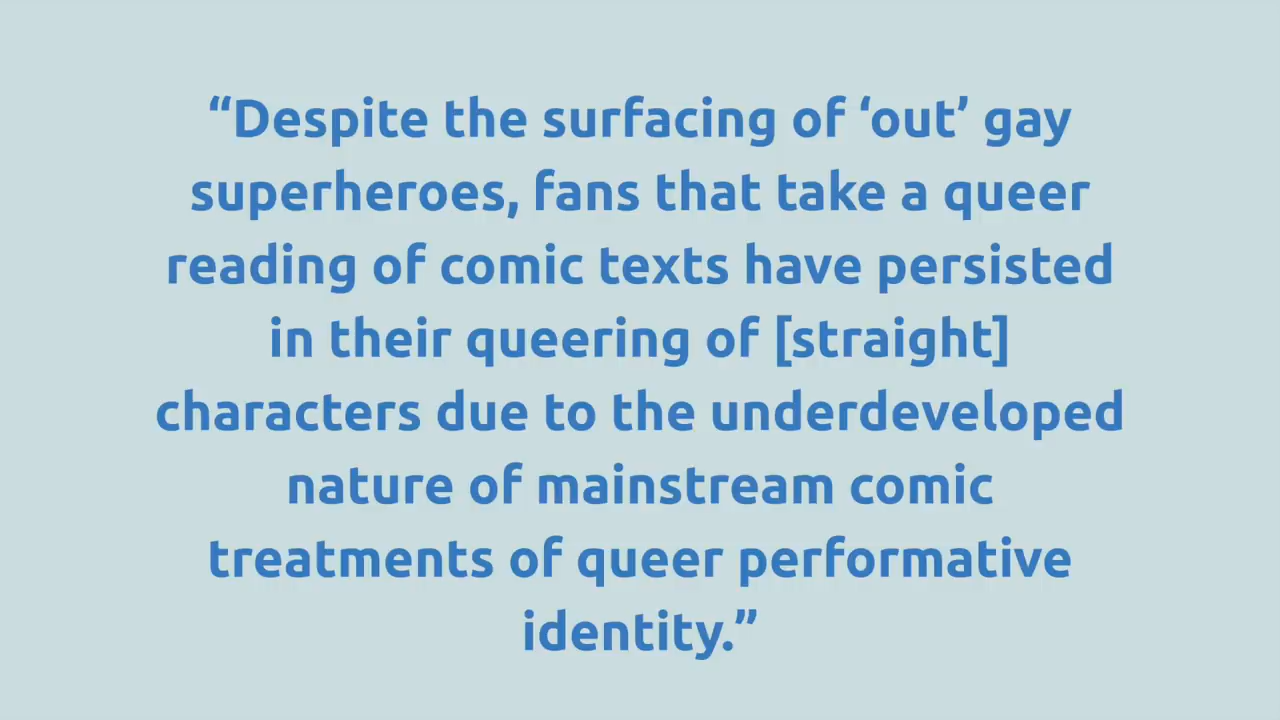 “Despite the surfacing of ‘out’ gay
superheroes, fans that take a queer
reading of comic texts have persisted
in their queering of [straight]
characters due to the underdeveloped
nature of mainstream comic
treatments of queer performative
identity.”